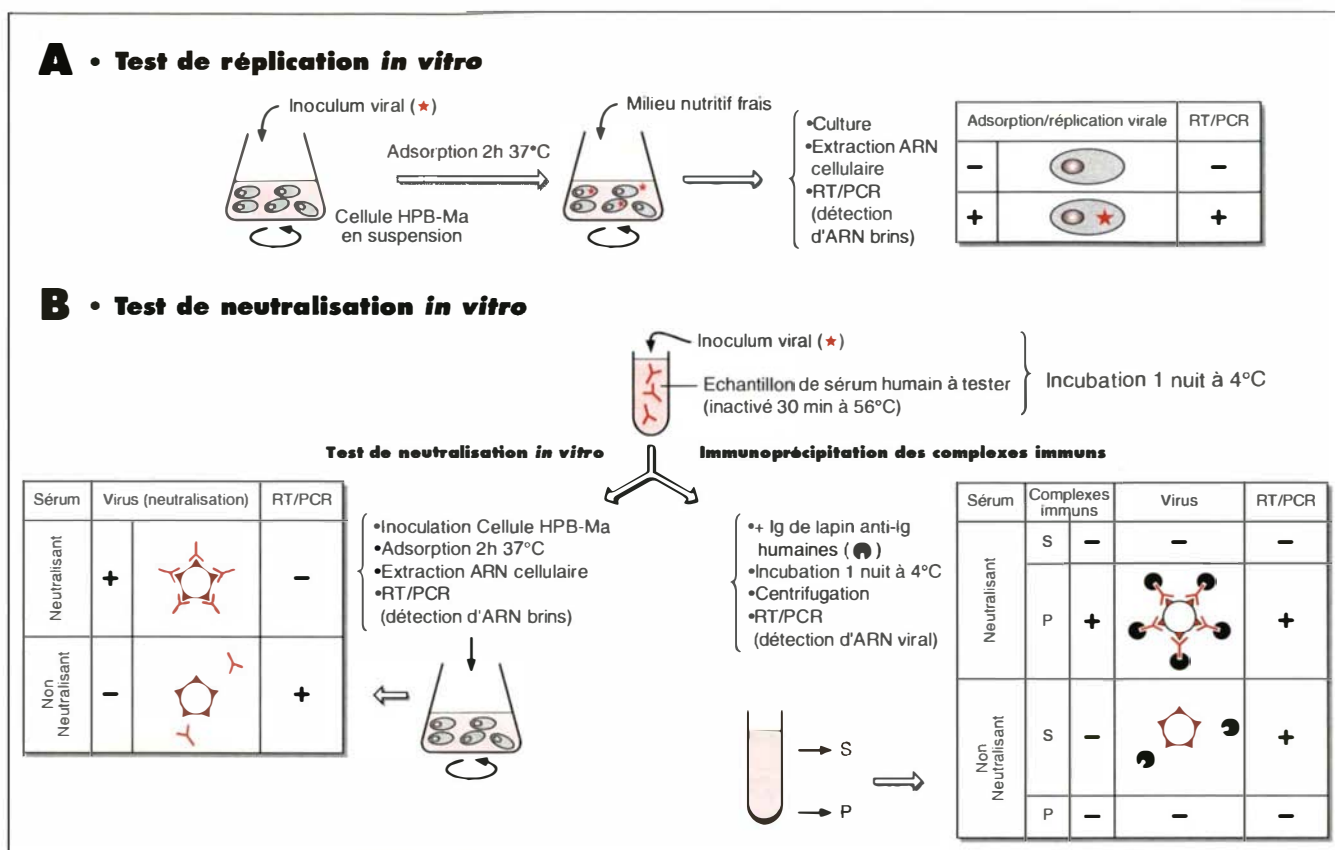 A • Test de réplication in vitro
Inoculum viral (★)
Adsorption 2h 37°C
Cellule HPB-Ma
en suspension
Milieu nutritif frais
•Culture
•Extraction ARN
cellulaire
•RT/PCR
(détection
d'ARN brins)
Adsorption/réplication virale RT/PCR
– –
+ +
B • Test de neutralisation in vitro
Inoculum viral (★)
Echantillon de sérum humain à tester
(inactivé 30 min à 56°C)
Incubation 1 nuit à 4°C
Test de neutralisation in vitro
Immunoprécipitation des complexes immuns
Sérum Virus (neutralisation) RT/PCR
Neutralisant + –
Non
Neutralisant – +
•Inoculation Cellule HPB-Ma
•Adsorption 2h 37°C
•Extraction ARN cellulaire
•RT/PCR
(détection d'ARN brins)
•+ Ig de lapin anti-Ig
humaines ( )
•Incubation 1 nuit à 4°C
•Centrifugation
•RT/PCR
(détection d'ARN viral)
S
P
Sérum Complexes
immuns Virus RT/PCR
Neutralisant
S – – –
P + +
Non
Neutralisant
S – +
P – – –